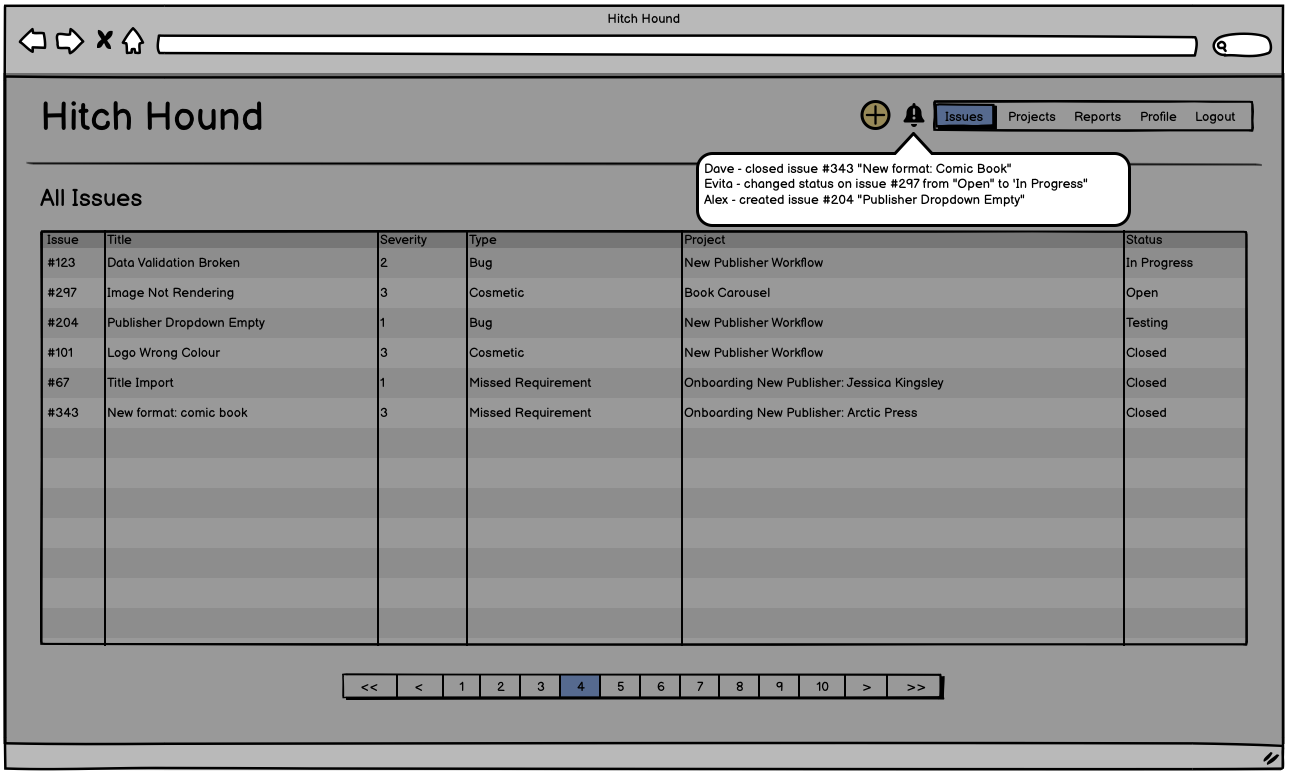 Hitch Hound
Hitch Hound
Issues Projects Reports Profile Logout
Dave - closed issue #343 "New format: Comic Book"
Evita - changed status on issue #297 from "Open" to 'In Progress"
Alex - created issue #204 "Publisher Dropdown Empty"
All Issues
Issue Title Severity Type Project Status
#123 Data Validation Broken 2 Bug New Publisher Workflow In Progress
#297 Image Not Rendering 3 Cosmetic Book Carousel Open
#204 Publisher Dropdown Empty 1 Bug New Publisher Workflow Testing
#101 Logo Wrong Colour 3 Cosmetic New Publisher Workflow Closed
#67 Title Import 1 Missed Requirement Onboarding New Publisher: Jessica Kingsley Closed
#343 New format: comic book 3 Missed Requirement Onboarding New Publisher: Arctic Press Closed
<< < 1 2 3 4 5 6 7 8 9 10 > >>